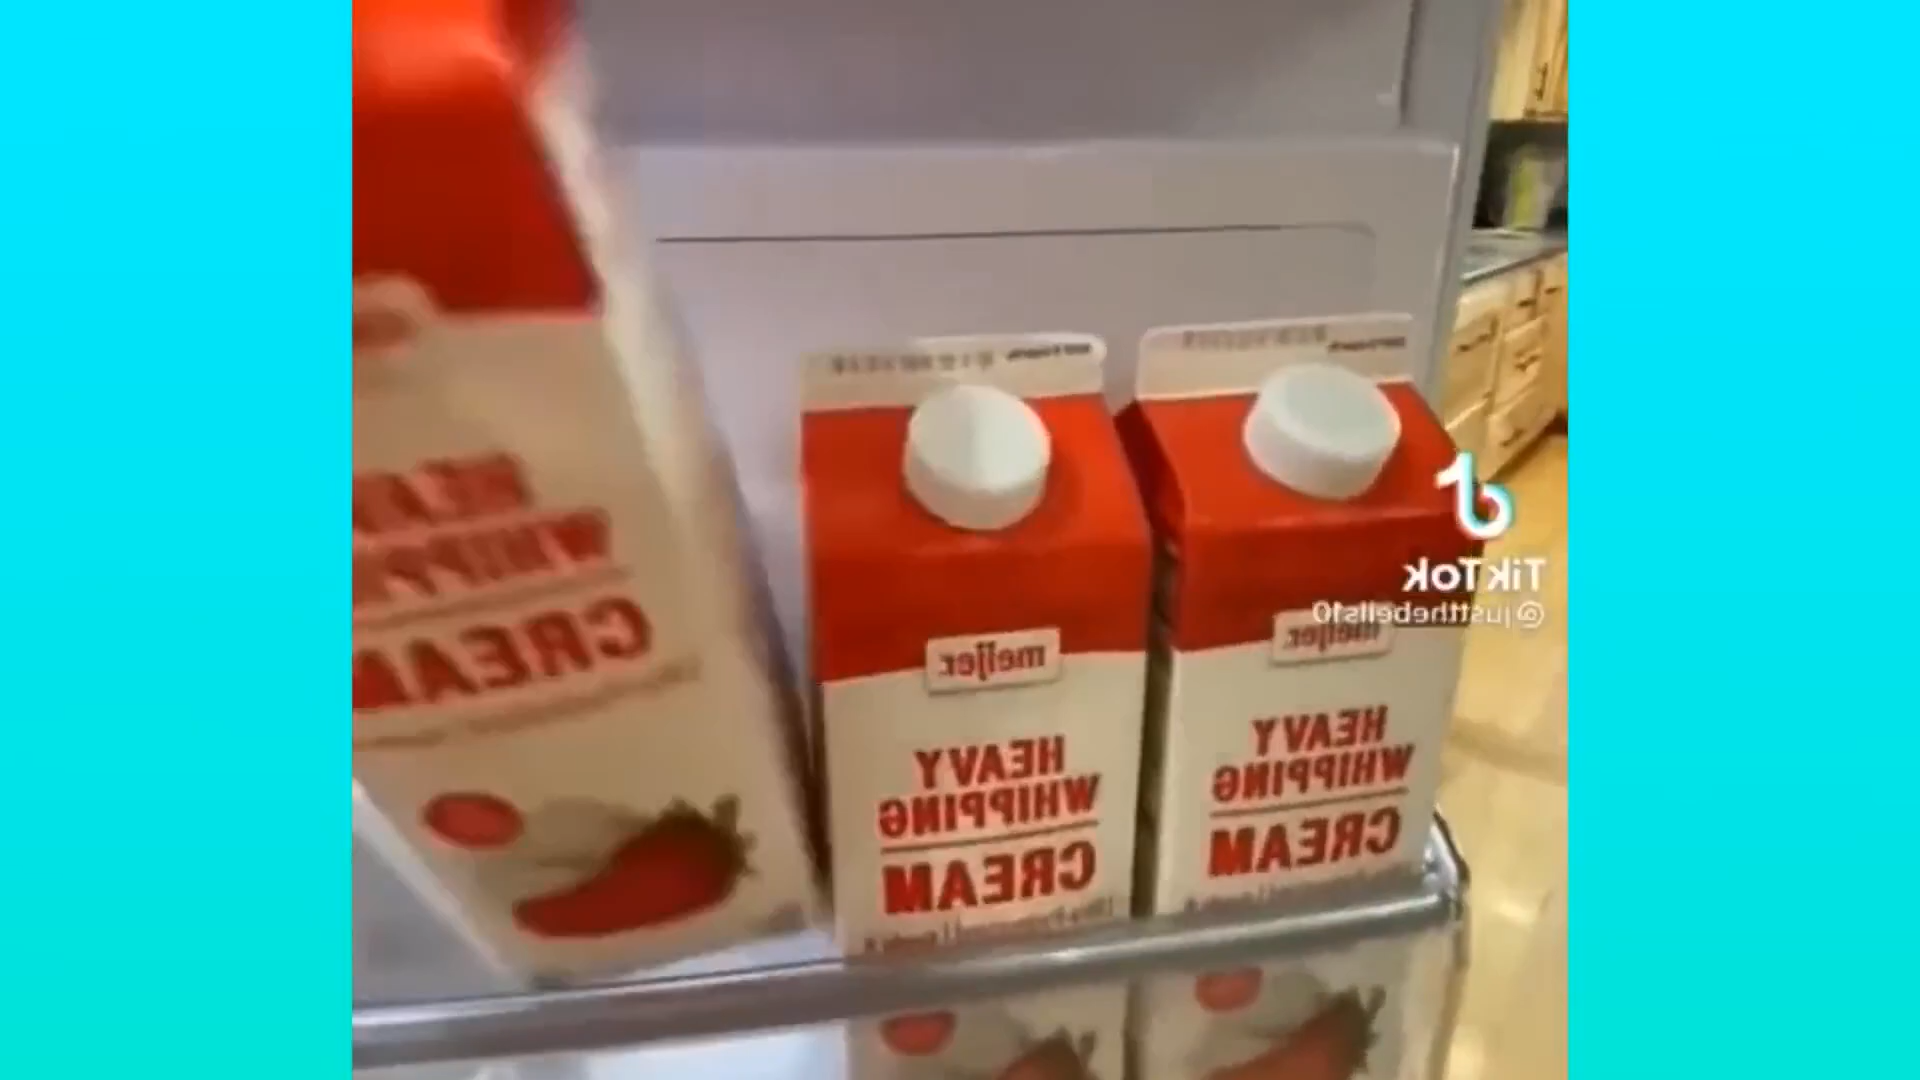 HEAVY
WHIPPING
CREAM
meijer
HEAVY
WHIPPING
CREAM
meijer
HEAVY
WHIPPING
CREAM
TikTok
@justthebells10